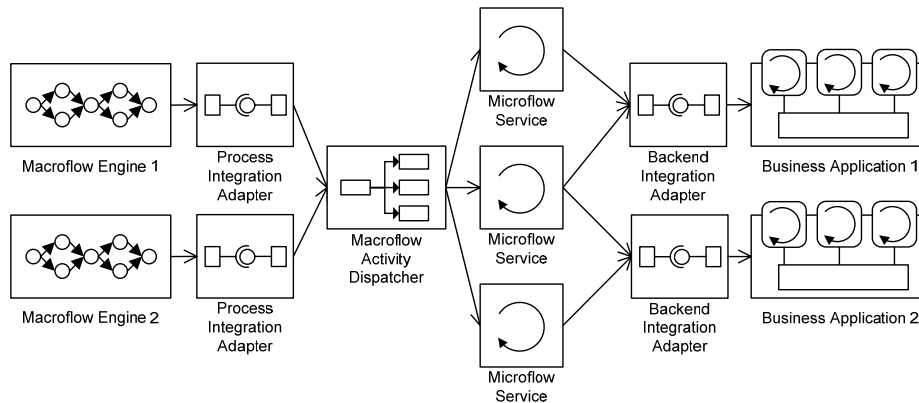 Microflow
Service
Macroflow Engine 1
Process
Integration
Adapter
Backend
Integration
Adapter
Business Application 1
Macroflow
Activity
Dispatcher
Microflow
Service
Macroflow Engine 2
Process
Integration
Adapter
Backend
Integration
Adapter
Business Application 2
Microflow
Service